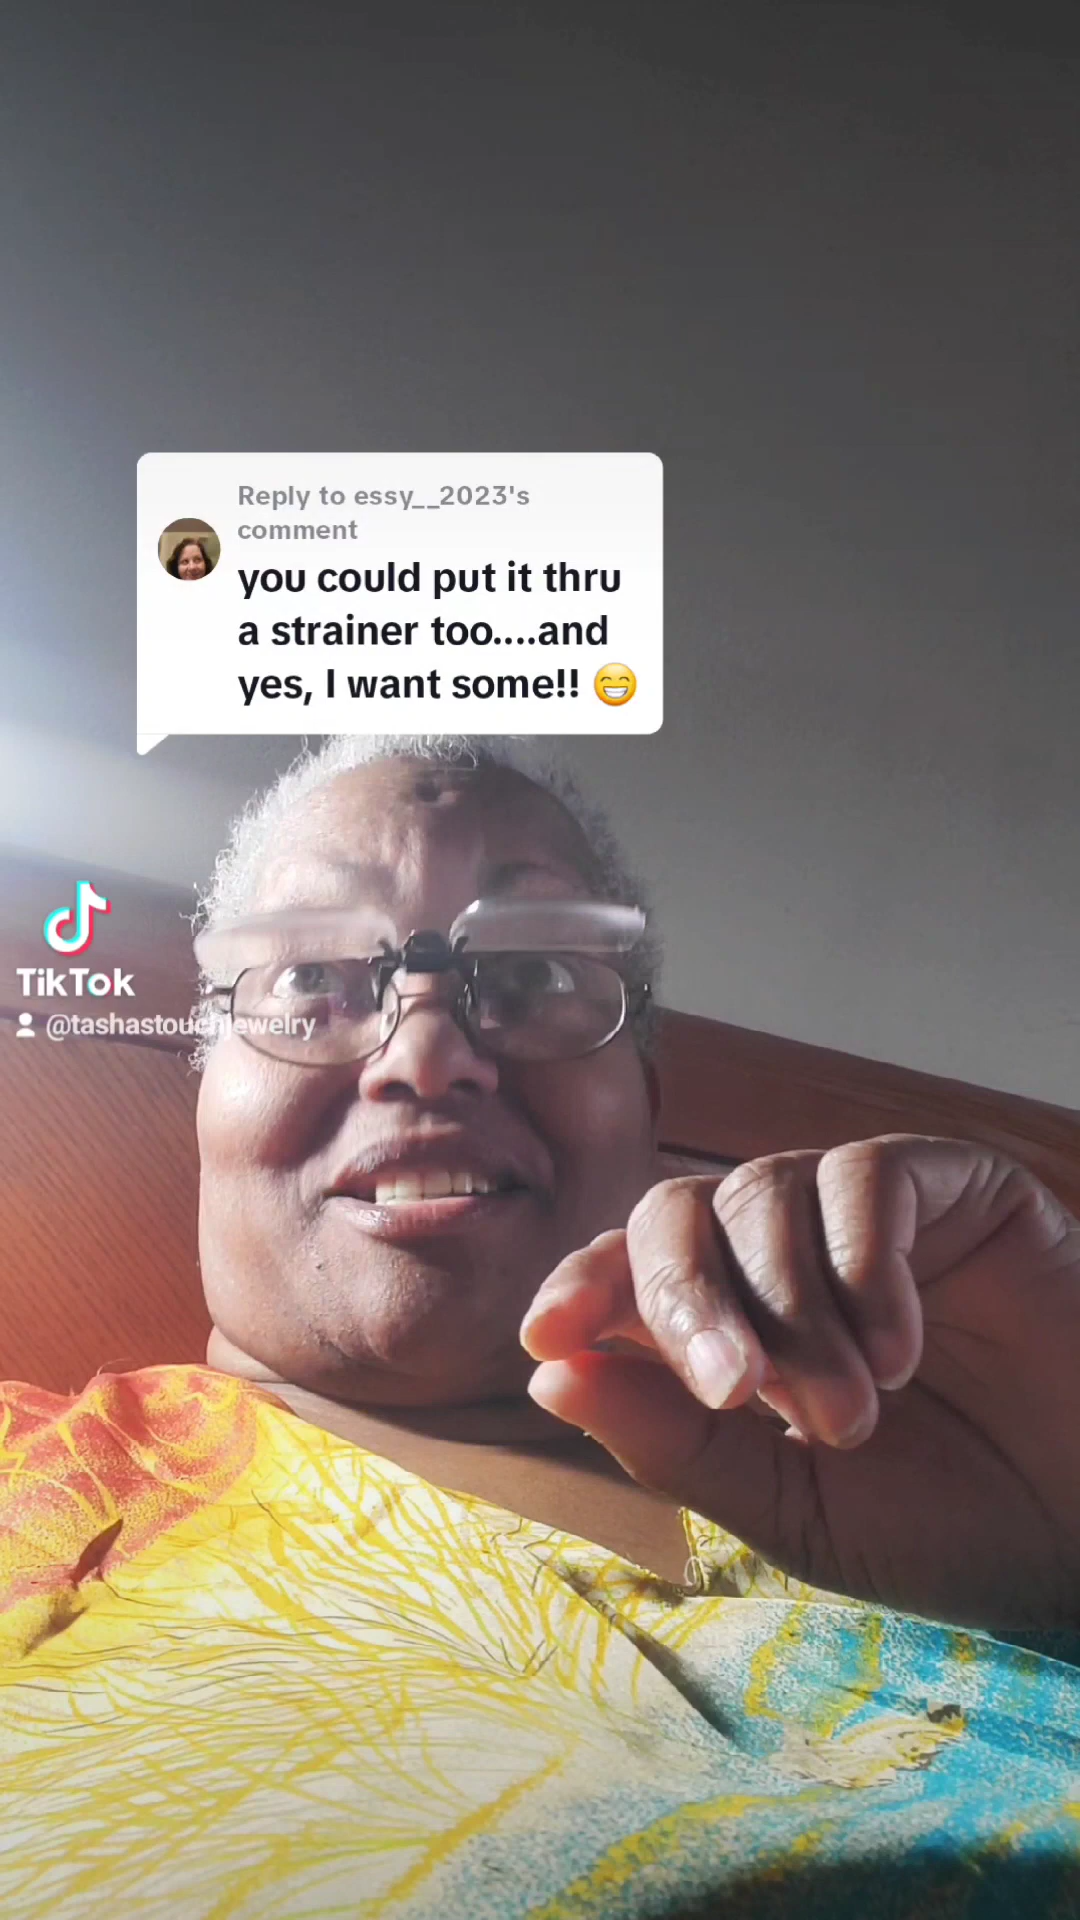 Reply to essy__2023's
comment
you could put it thru
a strainer too....and
yes, I want some!! 😁
TikTok
@tashastouchjewelry